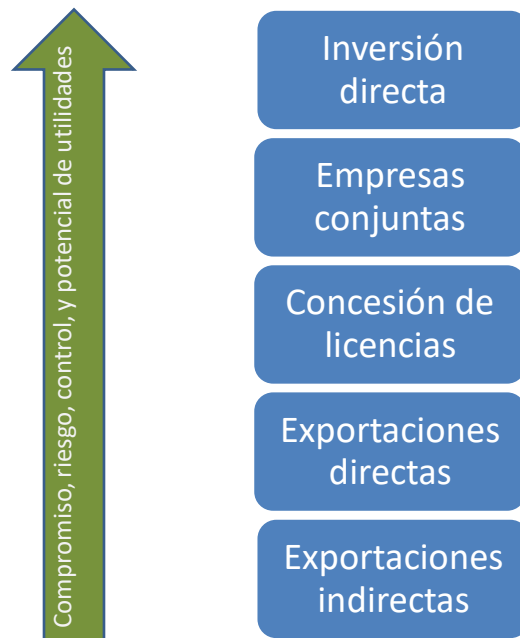 Compromiso, riesgo, control, y potencial de utilidades
Inversión
directa
Empresas
conjuntas
Concesión de
licencias
Exportaciones
directas
Exportaciones
indirectas